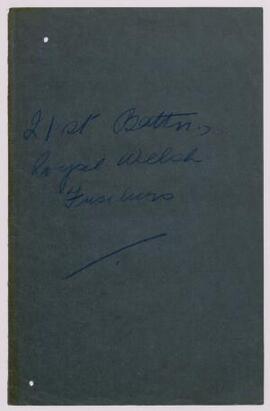 21st Battn.,
Royal Welsh
Fusiliers